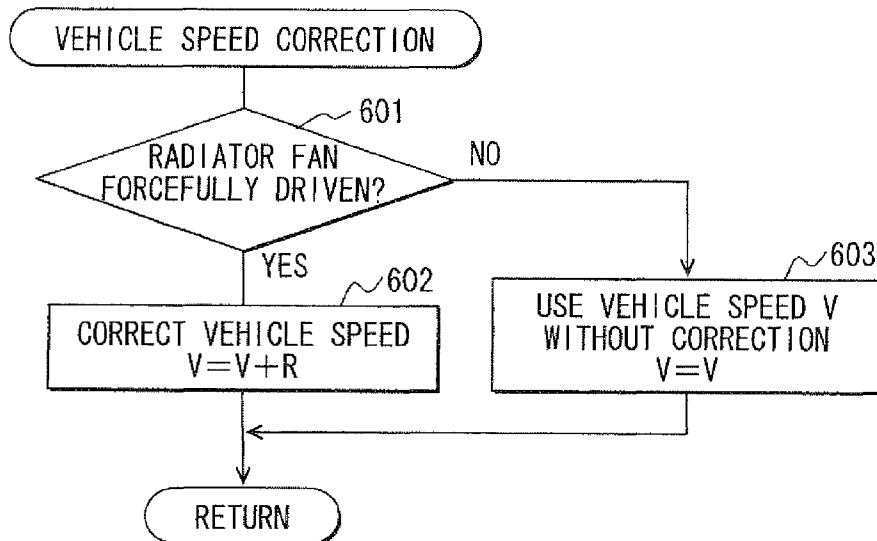 VEHICLE SPEED CORRECTION
601
RADIATOR FAN
FORCEFULLY DRIVEN?
NO
YES
602
CORRECT VEHICLE SPEED
V=V+R
603
USE VEHICLE SPEED V
WITHOUT CORRECTION
V=V
RETURN